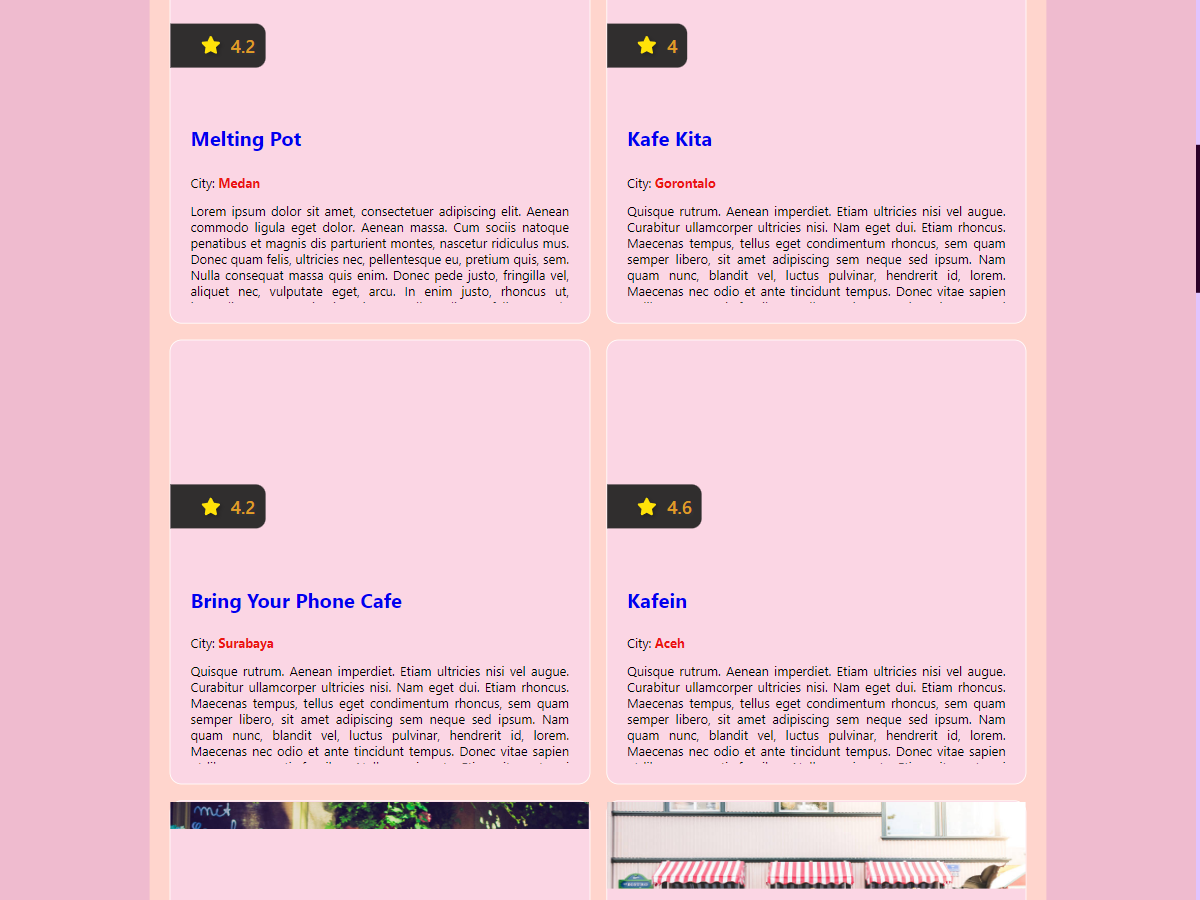 4.2
Melting Pot
City: Medan
Lorem ipsum dolor sit amet, consectetuer adipiscing elit. Aenean
commodo ligula eget dolor. Aenean massa. Cum sociis natoque
penatibus et magnis dis parturient montes, nascetur ridiculus mus.
Donec quam felis, ultricies nec, pellentesque eu, pretium quis, sem.
Nulla consequat massa quis enim. Donec pede justo, fringilla vel,
aliquet nec, vulputate eget, arcu. In enim justo, rhoncus ut,
4
Kafe Kita
City: Gorontalo
Quisque rutrum. Aenean imperdiet. Etiam ultricies nisi vel augue.
Curabitur ullamcorper ultricies nisi. Nam eget dui. Etiam rhoncus.
Maecenas tempus, tellus eget condimentum rhoncus, sem quam
semper libero, sit amet adipiscing sem neque sed ipsum. Nam
quam nunc, blandit vel, luctus pulvinar, hendrerit id, lorem.
Maecenas nec odio et ante tincidunt tempus. Donec vitae sapien
4.2
Bring Your Phone Cafe
City: Surabaya
Quisque rutrum. Aenean imperdiet. Etiam ultricies nisi vel augue.
Curabitur ullamcorper ultricies nisi. Nam eget dui. Etiam rhoncus.
Maecenas tempus, tellus eget condimentum rhoncus, sem quam
semper libero, sit amet adipiscing sem neque sed ipsum. Nam
quam nunc, blandit vel, luctus pulvinar, hendrerit id, lorem.
Maecenas nec odio et ante tincidunt tempus. Donec vitae sapien
4.6
Kafein
City: Aceh
Quisque rutrum. Aenean imperdiet. Etiam ultricies nisi vel augue.
Curabitur ullamcorper ultricies nisi. Nam eget dui. Etiam rhoncus.
Maecenas tempus, tellus eget condimentum rhoncus, sem quam
semper libero, sit amet adipiscing sem neque sed ipsum. Nam
quam nunc, blandit vel, luctus pulvinar, hendrerit id, lorem.
Maecenas nec odio et ante tincidunt tempus. Donec vitae sapien
mit